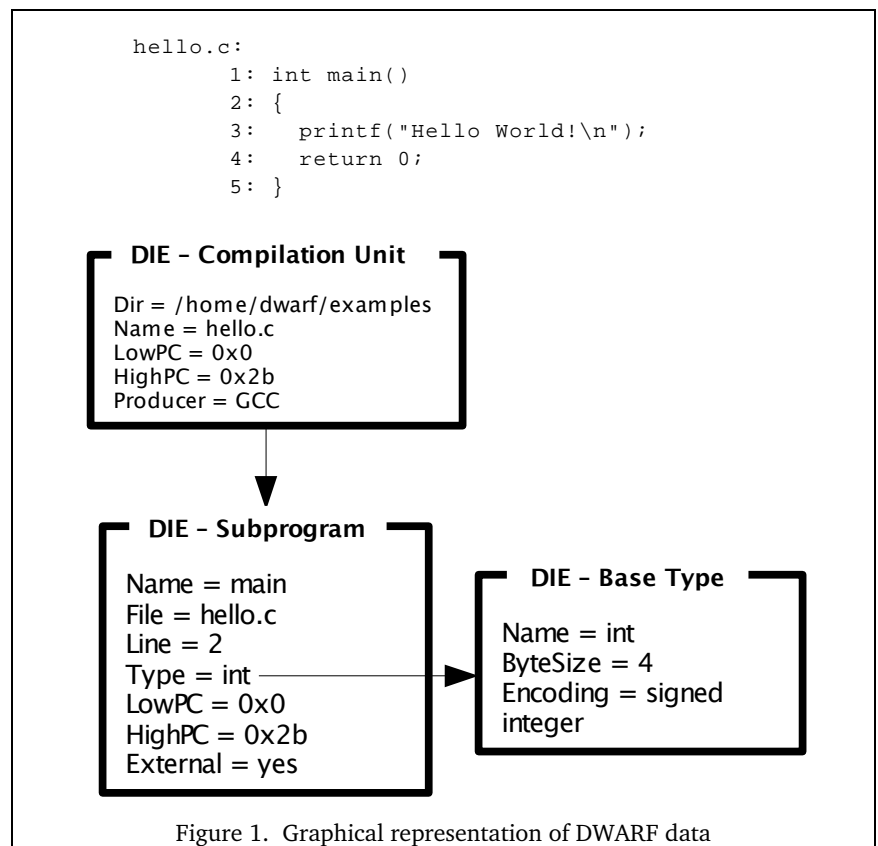 hello.c:
1: int main()
2: {
3:   printf("Hello World!\n");
4:   return 0;
5: }
DIE – Compilation Unit
Dir = /home/dwarf/examples
Name = hello.c
LowPC = 0x0
HighPC = 0x2b
Producer = GCC
DIE – Subprogram
Name = main
File = hello.c
Line = 2
Type = int
LowPC = 0x0
HighPC = 0x2b
External = yes
DIE – Base Type
Name = int
ByteSize = 4
Encoding = signed
integer
Figure 1. Graphical representation of DWARF data